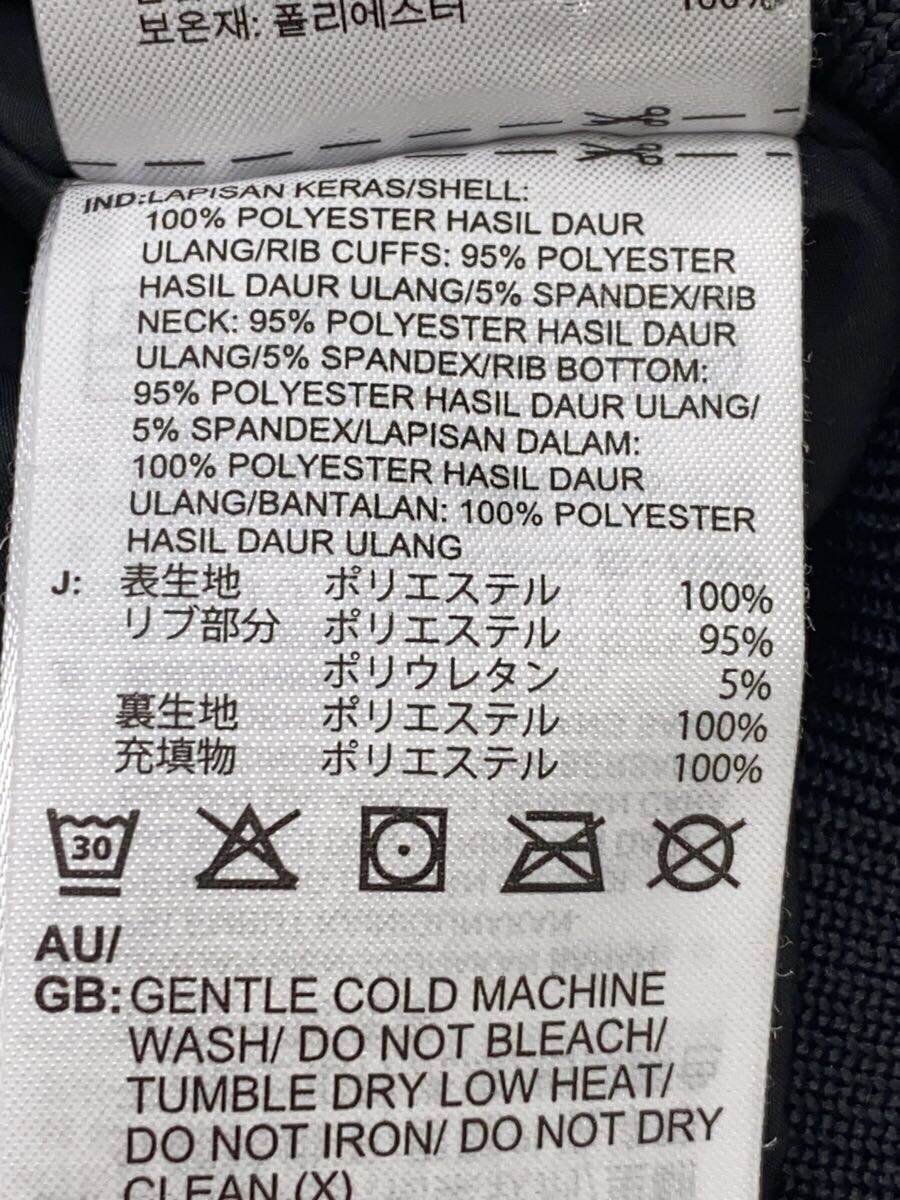 보온재: 폴리에스터 100%
IND:LAPISAN KERAS/SHELL:
100% POLYESTER HASIL DAUR
ULANG/RIB CUFFS: 95% POLYESTER
HASIL DAUR ULANG/5% SPANDEX/RIB
NECK: 95% POLYESTER HASIL DAUR
ULANG/5% SPANDEX/RIB BOTTOM:
95% POLYESTER HASIL DAUR ULANG/
5% SPANDEX/LAPISAN DALAM:
100% POLYESTER HASIL DAUR
ULANG/BANTALAN: 100% POLYESTER
HASIL DAUR ULANG
J: 表生地 ポリエステル 100%
リブ部分 ポリエステル 95%
ポリウレタン 5%
裏生地 ポリエステル 100%
充填物 ポリエステル 100%
30
AU/
GB: GENTLE COLD MACHINE
WASH/ DO NOT BLEACH/
TUMBLE DRY LOW HEAT/
DO NOT IRON/ DO NOT DRY
CLEAN (X)